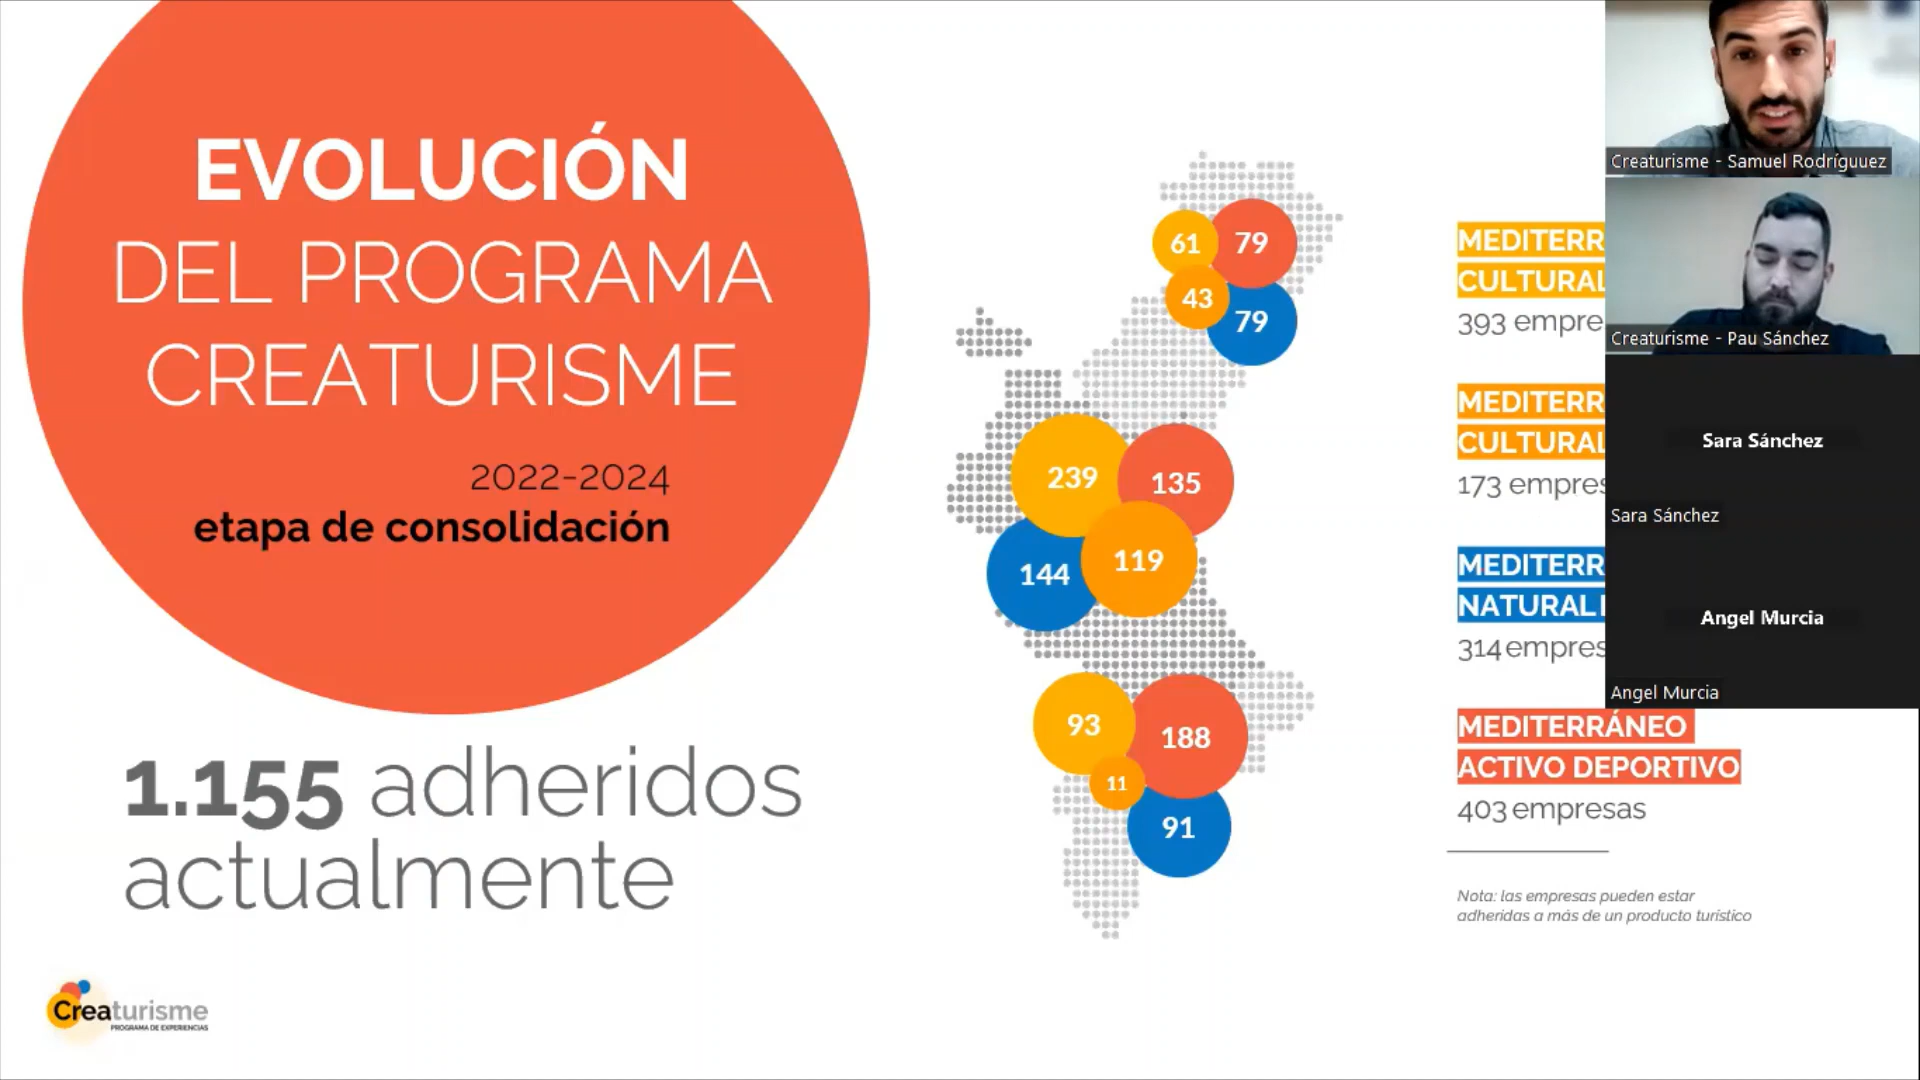 EVOLUCIÓN
DEL PROGRAMA
CREATURISME
2022-2024
etapa de consolidación
1.155 adheridos
actualmente
Creaturisme
PROGRAMA DE EXPERIENCIAS
61
79
43
79
239
135
144
119
93
188
11
91
MEDITERR
CULTURAL
393 empre
MEDITERR
CULTURAL
173 empres
MEDITERR
NATURAL
314 empres
MEDITERRÁNEO
ACTIVO DEPORTIVO
403 empresas
Nota: las empresas pueden estar
adheridas a más de un producto turístico
Creaturisme - Samuel Rodríguuez
Creaturisme - Pau Sánchez
Sara Sánchez
Sara Sánchez
Angel Murcia
Angel Murcia